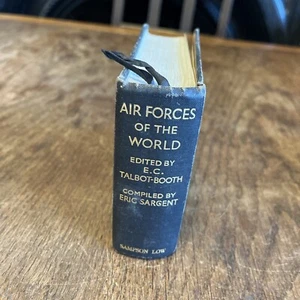 AIR FORCES
OF THE
WORLD
EDITED BY
E.C.
TALBOT-BOOTH
COMPILED BY
ERIC SARGENT
SAMPSON LOW